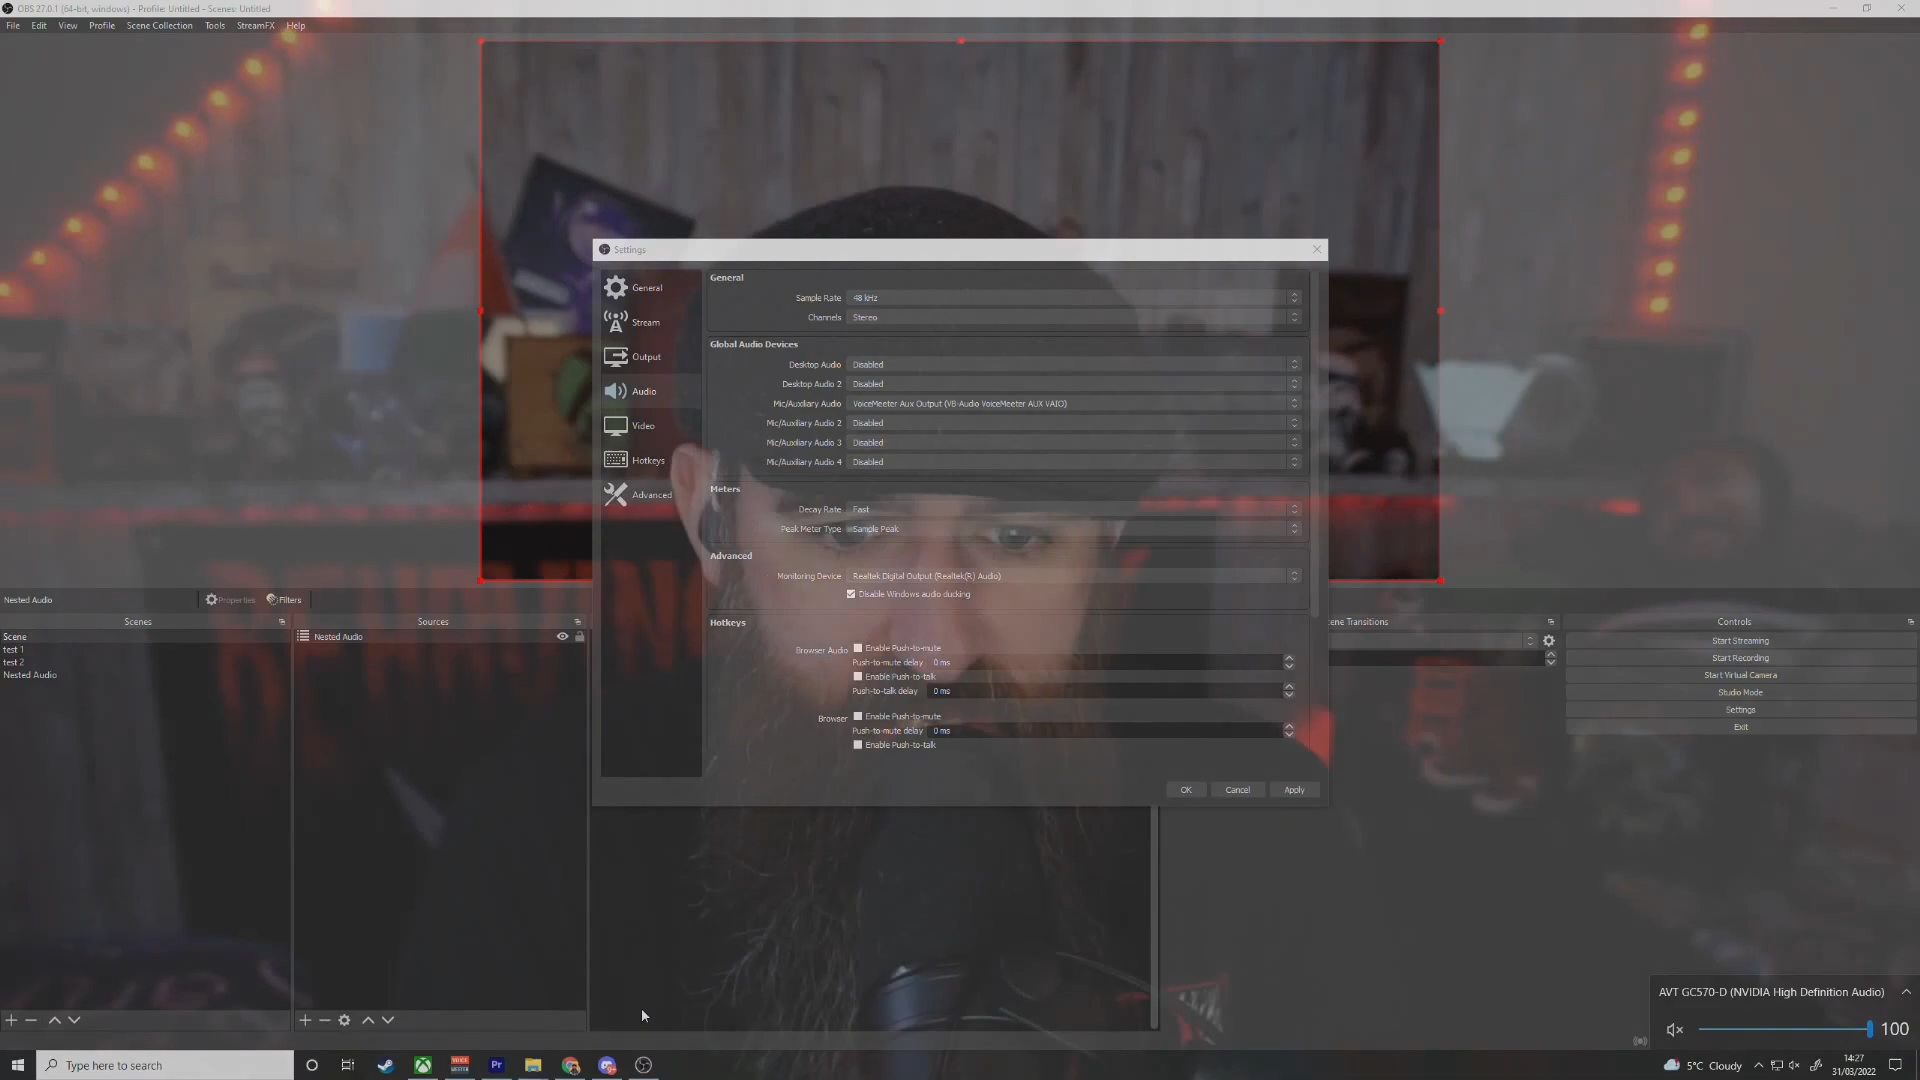 OBS 27.0.1 (64-bit, windows) - Profile: Untitled - Scenes: Untitled
File Edit View Profile Scene Collection Tools StreamFX Help
Settings
General
Stream
Output
Audio
Video
Hotkeys
Advanced
General
Sample Rate 48 kHz
Channels Stereo
Global Audio Devices
Desktop Audio Disabled
Desktop Audio 2 Disabled
Mic/Auxiliary Audio VoiceMeeter Aux Output (VB-Audio VoiceMeeter AUX VAIO)
Mic/Auxiliary Audio 2 Disabled
Mic/Auxiliary Audio 3 Disabled
Mic/Auxiliary Audio 4 Disabled
Meters
Decay Rate Fast
Peak Meter Type Sample Peak
Advanced
Monitoring Device Realtek Digital Output (Realtek(R) Audio)
Disable Windows audio ducking
Hotkeys
Browser Audio Enable Push-to-mute
Push-to-mute delay 0 ms
Enable Push-to-talk
Push-to-talk delay 0 ms
Browser Enable Push-to-mute
Push-to-mute delay 0 ms
Enable Push-to-talk
OK Cancel Apply
Nested Audio Properties Filters
Scenes
Scene
test 1
test 2
Nested Audio
Sources
Nested Audio
ene Transitions
Controls
Start Streaming
Start Recording
Start Virtual Camera
Studio Mode
Settings
Exit
AVT GC570-D (NVIDIA High Definition Audio)
100
Type here to search
VOICE
Pr
5°C Cloudy
14:27
31/03/2022